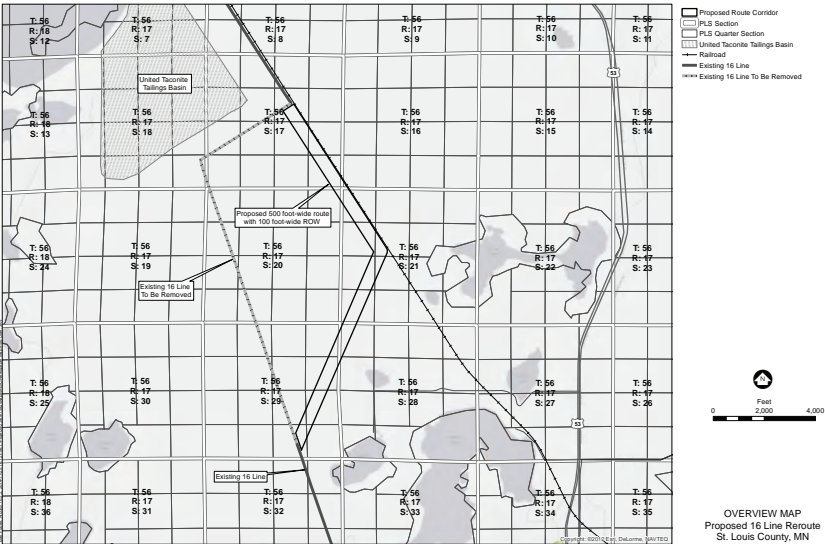 T: 56
R: 18
S: 12
T: 56
R: 17
S: 7
T: 56
R: 17
S: 8
T: 56
R: 17
S: 9
T: 56
R: 17
S: 10
T: 56
R: 17
S: 11
53
United Taconite
Tailings Basin
T: 56
R: 18
S: 13
T: 56
R: 17
S: 18
T: 56
R: 17
S: 17
T: 56
R: 17
S: 16
T: 56
R: 17
S: 15
T: 56
R: 17
S: 14
Proposed 500 foot-wide route
with 100 foot-wide ROW
T: 56
R: 18
S: 24
T: 56
R: 17
S: 19
T: 56
R: 17
S: 20
T: 56
R: 17
S: 21
T: 56
R: 17
S: 22
T: 56
R: 17
S: 23
Existing 16 Line
To Be Removed
T: 56
R: 18
S: 25
T: 56
R: 17
S: 30
T: 56
R: 17
S: 29
T: 56
R: 17
S: 28
T: 56
R: 17
S: 27
T: 56
R: 17
S: 26
53
Existing 16 Line
T: 56
R: 18
S: 36
T: 56
R: 17
S: 31
T: 56
R: 17
S: 32
T: 56
R: 17
S: 33
T: 56
R: 17
S: 34
T: 56
R: 17
S: 35
Copyright: ©2012 Esri, DeLorme, NAVTEQ
Proposed Route Corridor
PLS Section
PLS Quarter Section
United Taconite Tailings Basin
Railroad
Existing 16 Line
Existing 16 Line To Be Removed
N
Feet
0 2,000 4,000
OVERVIEW MAP
Proposed 16 Line Reroute
St. Louis County, MN